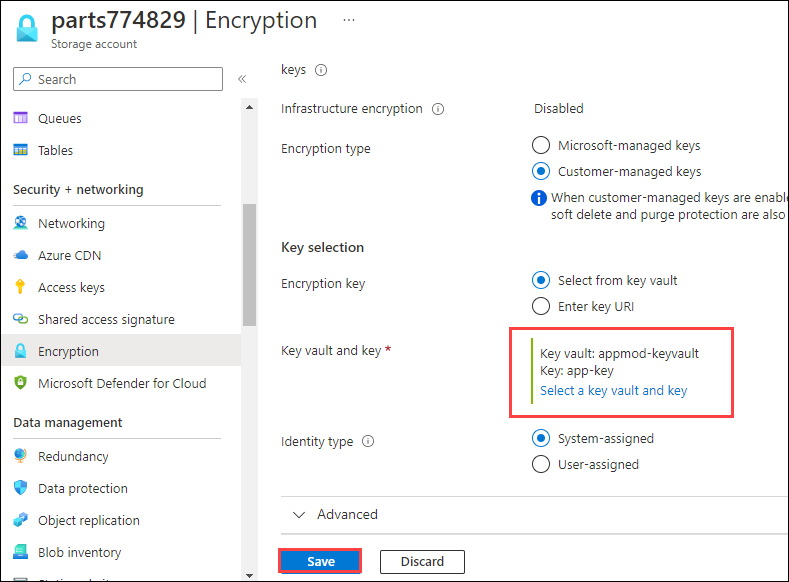 parts774829 | Encryption ...
Storage account
Search
«
Queues
Tables
Security + networking
Networking
Azure CDN
Access keys
Shared access signature
Encryption
Microsoft Defender for Cloud
Data management
Redundancy
Data protection
Object replication
Blob inventory
keys
Infrastructure encryption
Disabled
Encryption type
Microsoft-managed keys
Customer-managed keys
When customer-managed keys are enable
soft delete and purge protection are also
Key selection
Encryption key
Select from key vault
Enter key URI
Key vault and key *
Key vault: appmod-keyvault
Key: app-key
Select a key vault and key
Identity type
System-assigned
User-assigned
Advanced
Save
Discard